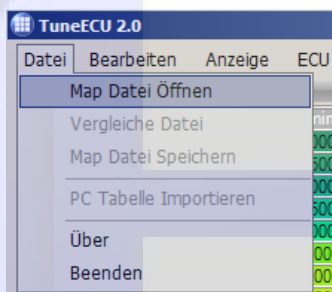 TuneECU 2.0
Datei Bearbeiten Anzeige ECU
Map Datei Öffnen
Vergleiche Datei
Map Datei Speichern
PC Tabelle Importieren
Über
Beenden